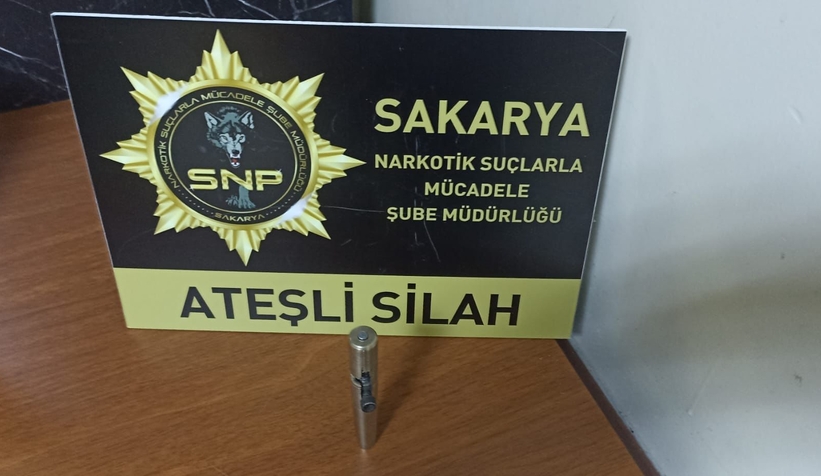 NARKOTİK SUÇLARLA MÜCADELE ŞUBE MÜDÜRLÜĞÜ
SNP
SAKARYA
SAKARYA
NARKOTİK SUÇLARLA
MÜCADELE
ŞUBE MÜDÜRLÜĞÜ
ATEŞLİ SİLAH